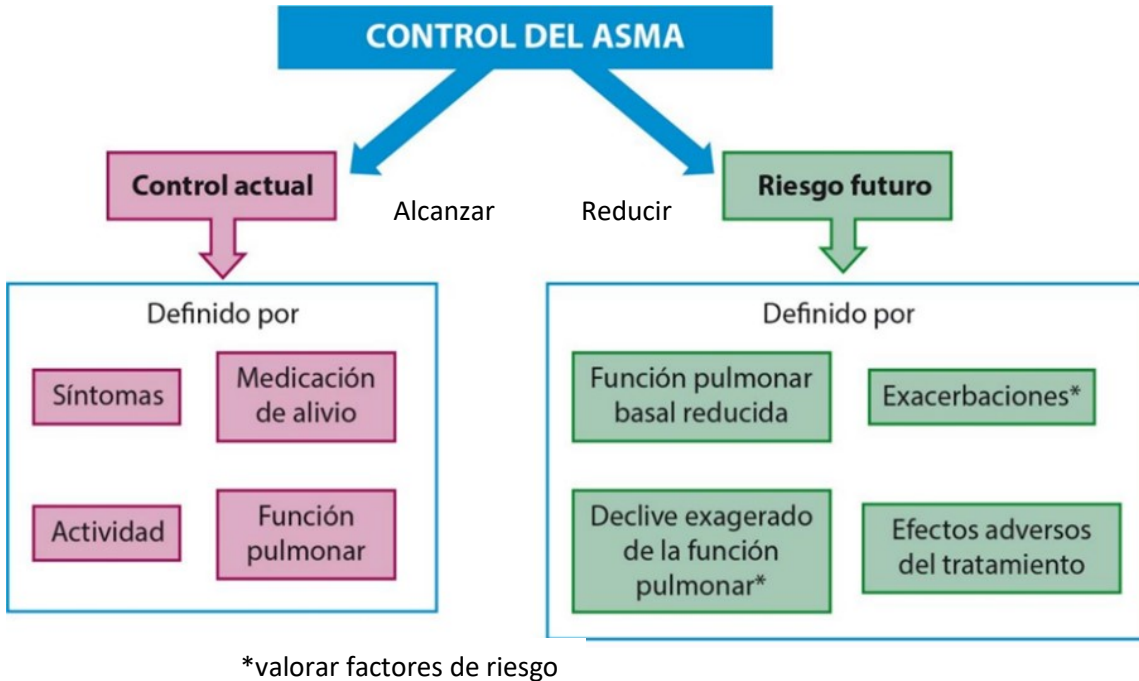 CONTROL DEL ASMA
Control actual
Alcanzar
Reducir
Riesgo futuro
Definido por
Síntomas
Medicación
de alivio
Actividad
Función
pulmonar
Definido por
Función pulmonar
basal reducida
Exacerbaciones*
Declive exagerado
de la función
pulmonar*
Efectos adversos
del tratamiento
*valorar factores de riesgo